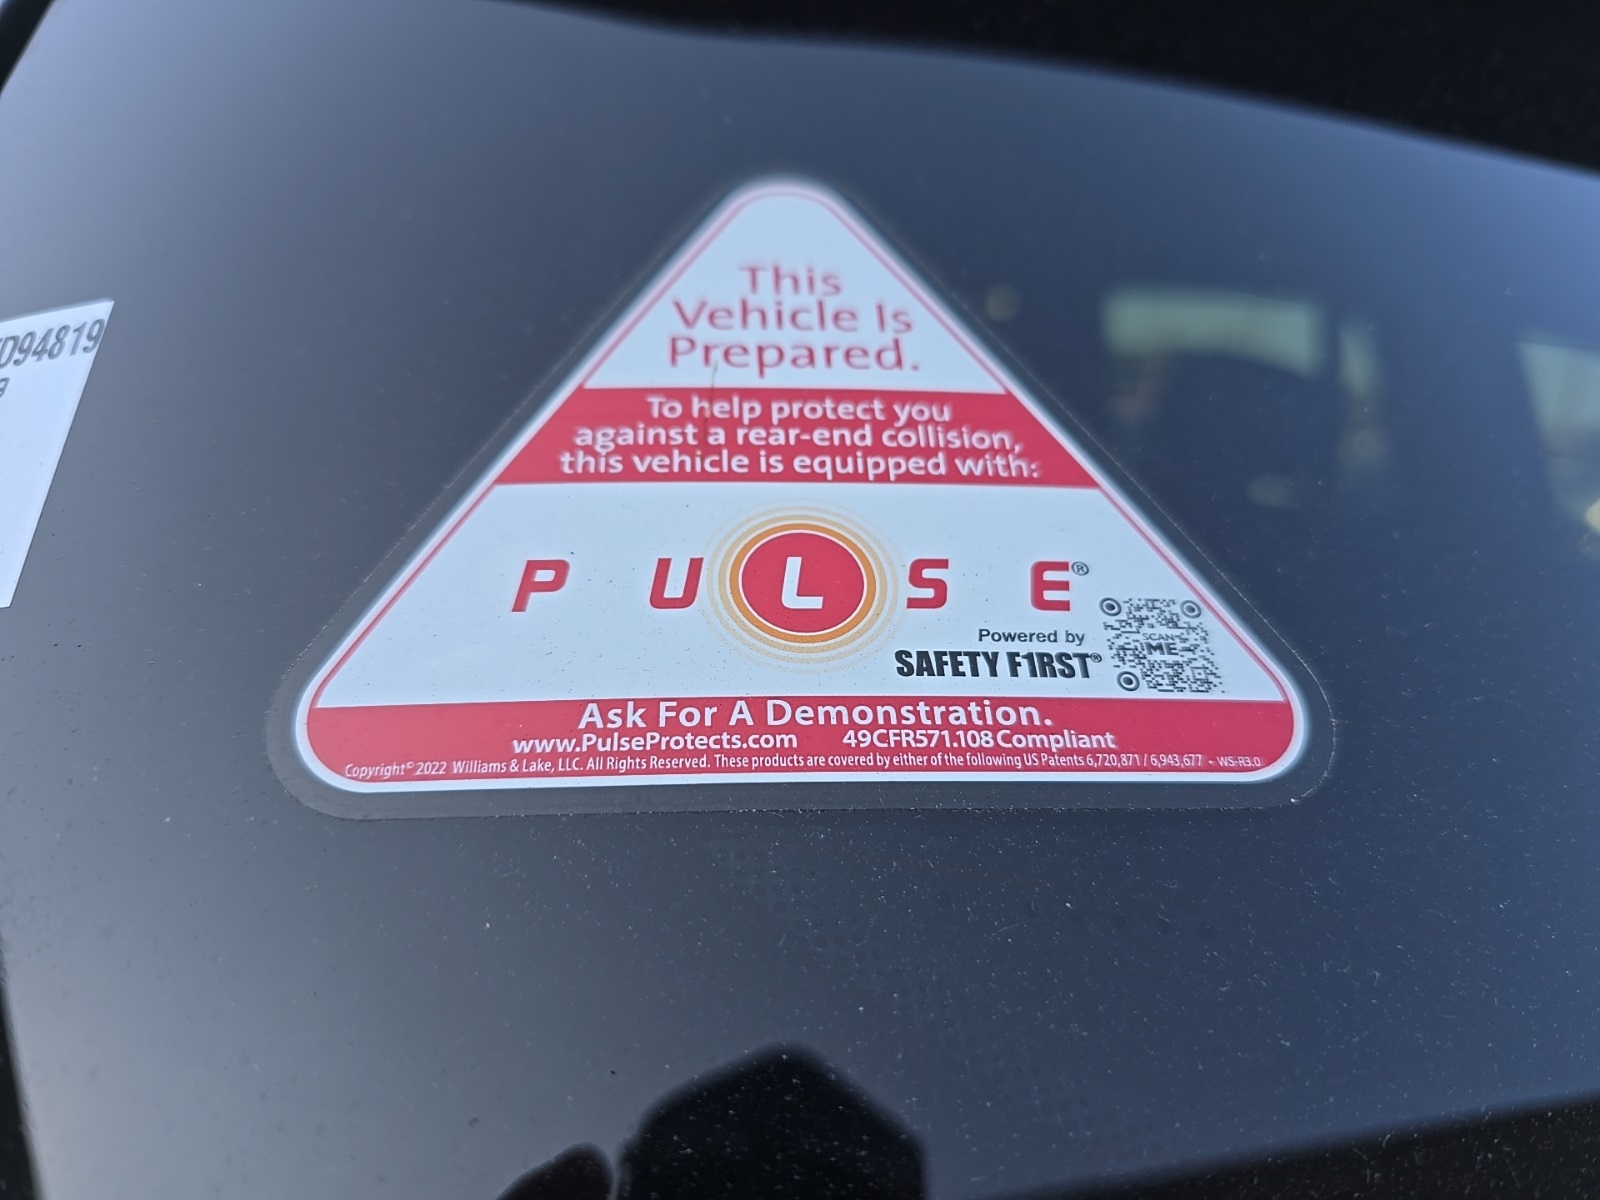 D94819
This
Vehicle Is
Prepared.
To help protect you
against a rear-end collision,
this vehicle is equipped with:
PULSE®
Powered by
SAFETY F1RST®
SCAN
ME
Ask For A Demonstration.
www.PulseProtects.com 49CFR571.108 Compliant
Copyright© 2022 Williams & Lake, LLC. All Rights Reserved. These products are covered by either of the following US Patents 6,720,871 / 6,943,677 - WS-R3.0